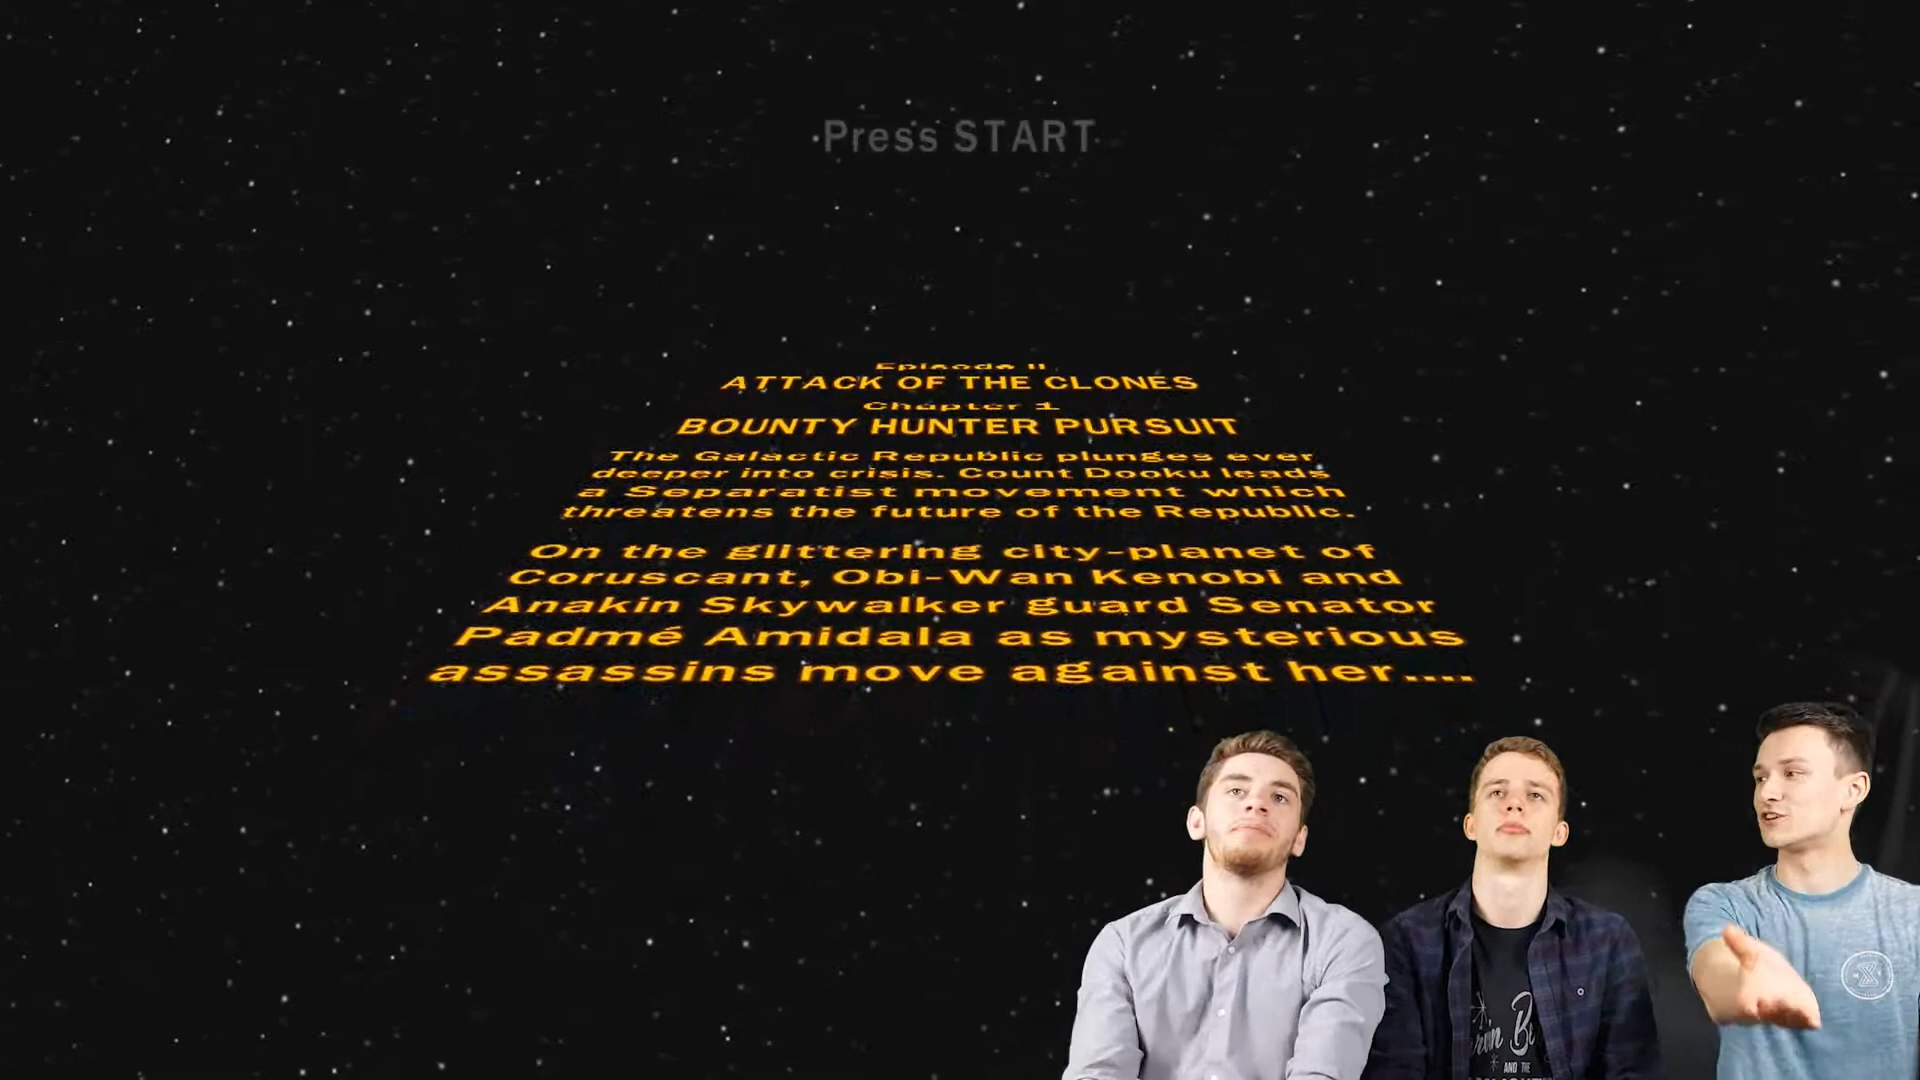 Press START
Episode II
ATTACK OF THE CLONES
Chapter 1
BOUNTY HUNTER PURSUIT
The Galactic Republic plunges ever
deeper into crisis. Count Dooku leads
a Separatist movement which
threatens the future of the Republic.
On the glittering city-planet of
Coruscant, Obi-Wan Kenobi and
Anakin Skywalker guard Senator
Padmé Amidala as mysterious
assassins move against her....
AND THE